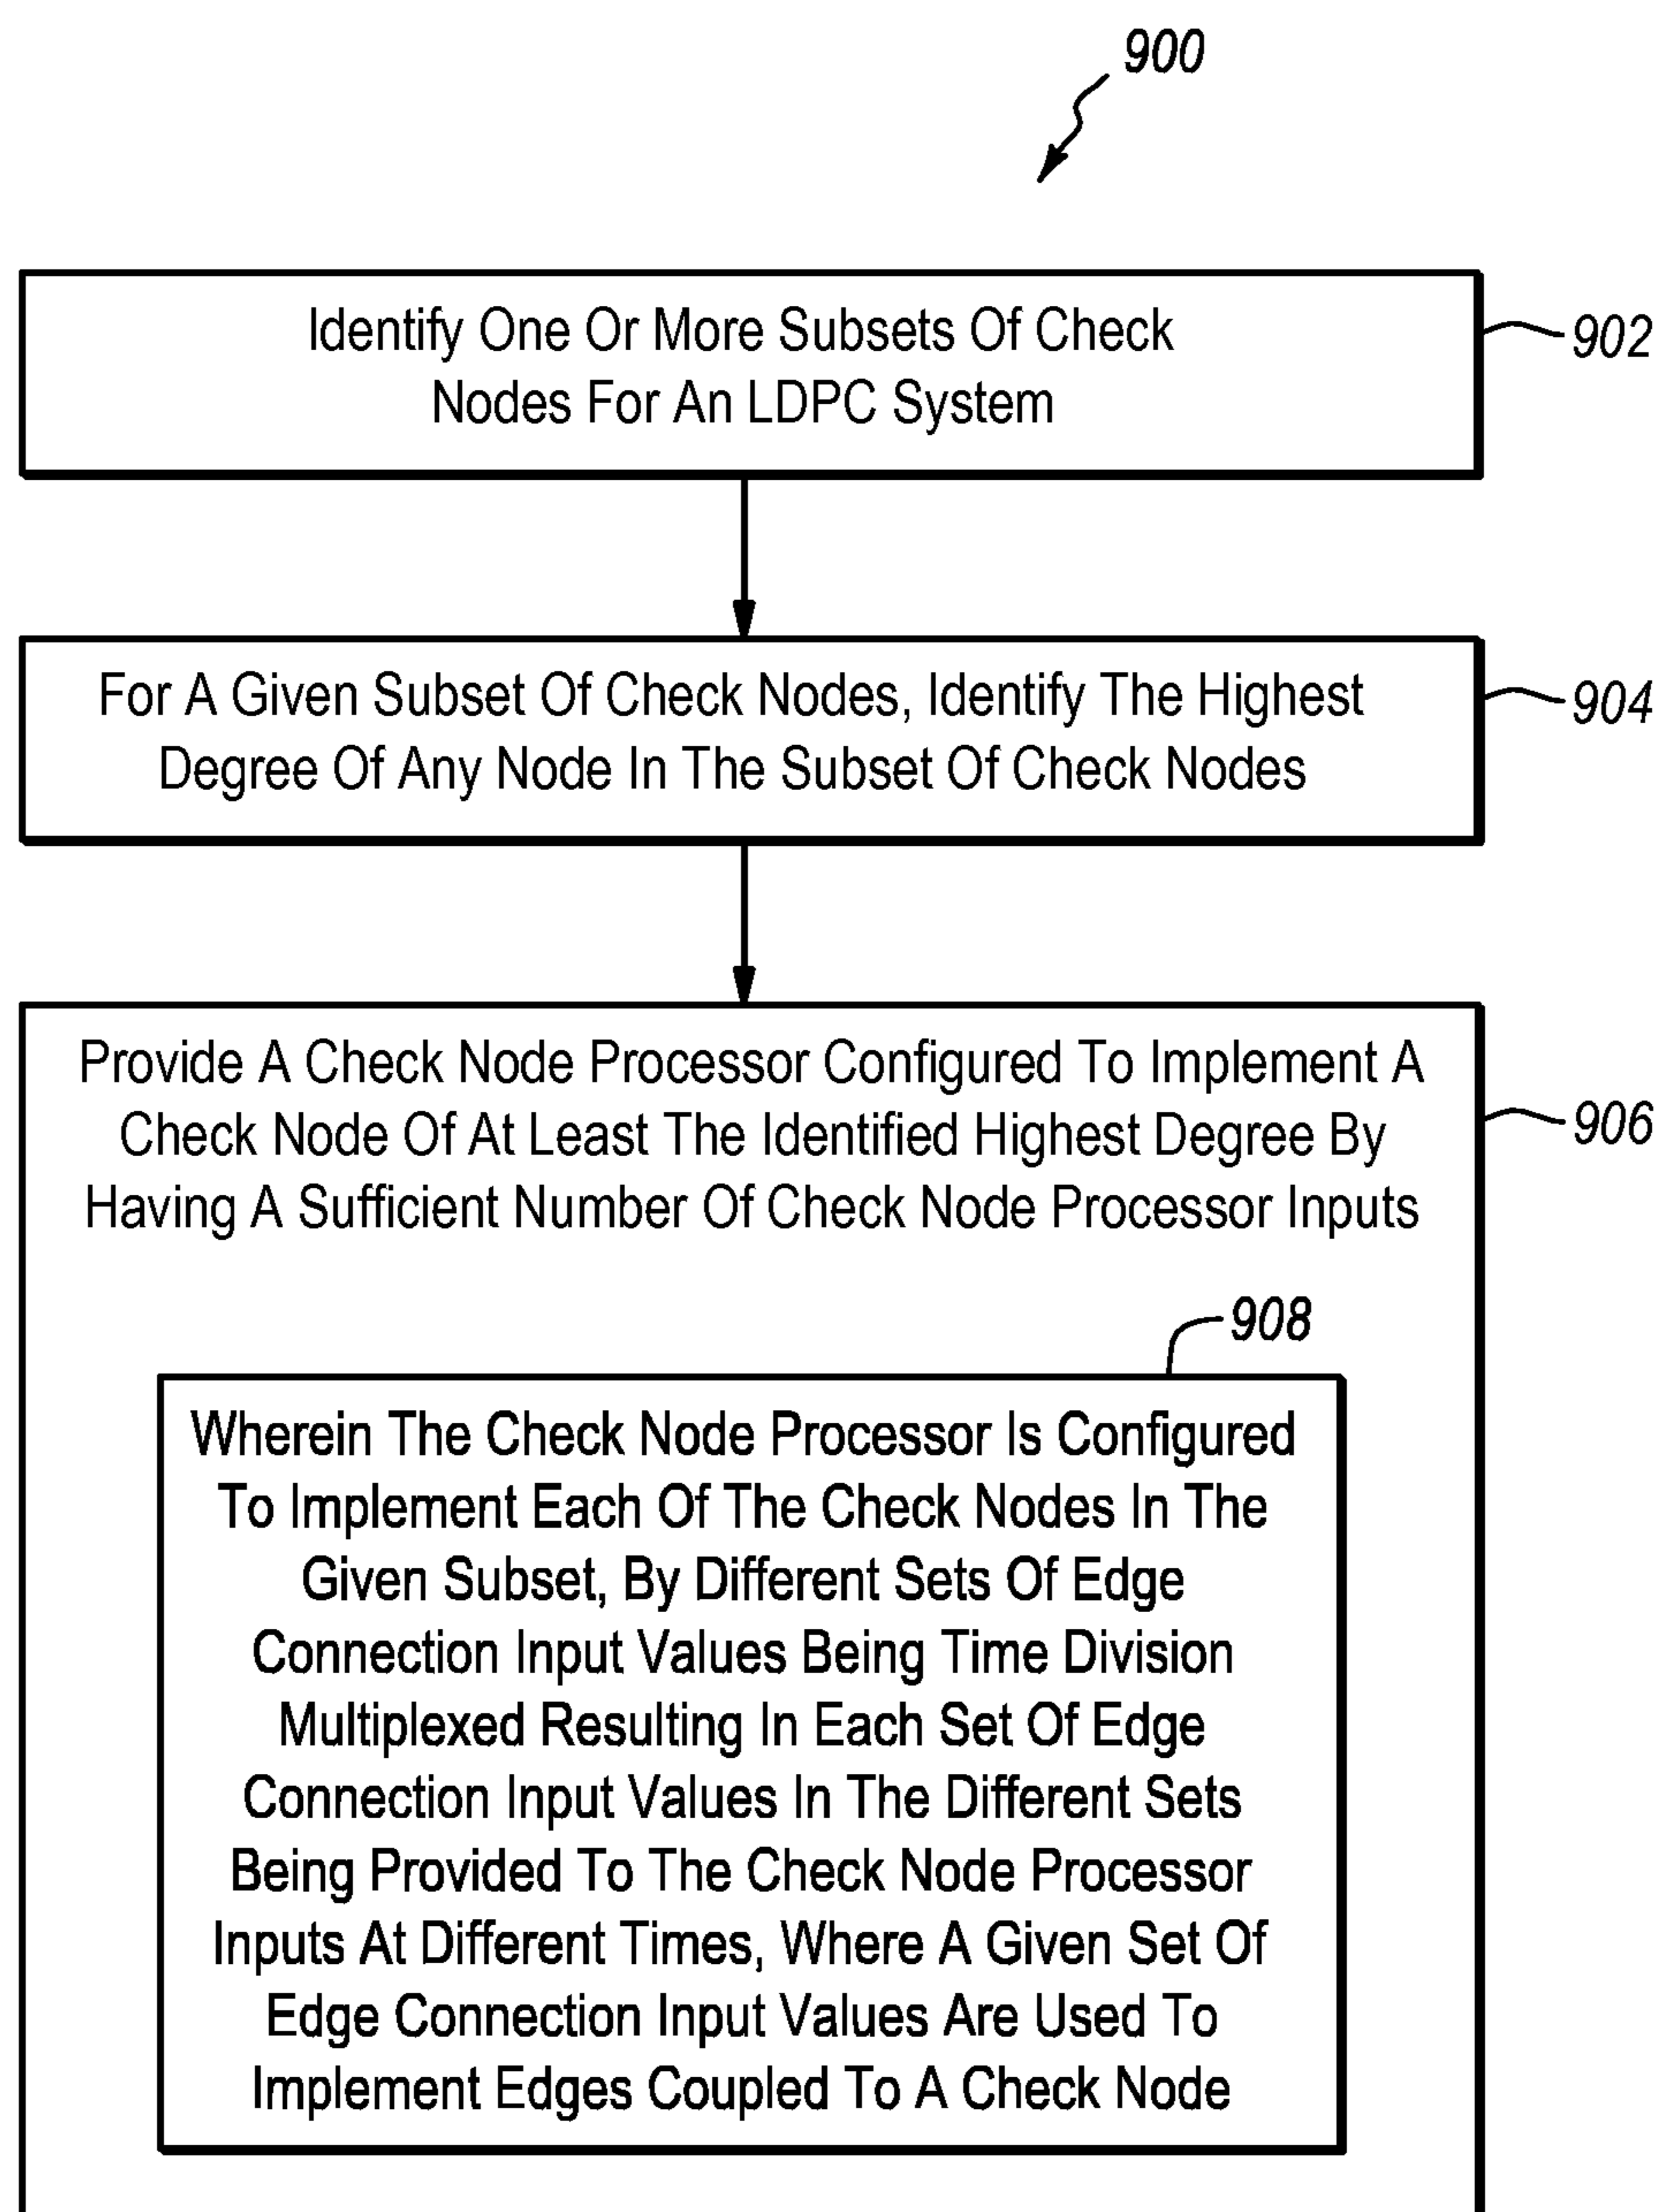 900
Identify One Or More Subsets Of Check
Nodes For An LDPC System
902
For A Given Subset Of Check Nodes, Identify The Highest
Degree Of Any Node In The Subset Of Check Nodes
904
Provide A Check Node Processor Configured To Implement A
Check Node Of At Least The Identified Highest Degree By
Having A Sufficient Number Of Check Node Processor Inputs
906
908
Wherein The Check Node Processor Is Configured
To Implement Each Of The Check Nodes In The
Given Subset, By Different Sets Of Edge
Connection Input Values Being Time Division
Multiplexed Resulting In Each Set Of Edge
Connection Input Values In The Different Sets
Being Provided To The Check Node Processor
Inputs At Different Times, Where A Given Set Of
Edge Connection Input Values Are Used To
Implement Edges Coupled To A Check Node